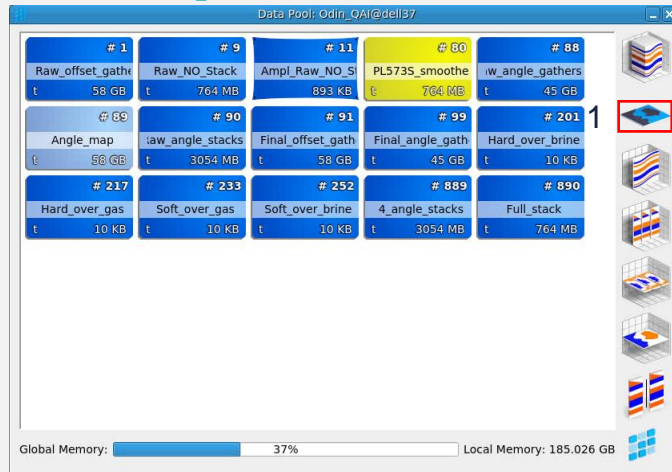 Data Pool: Odin_QAI@dell37
# 1 # 9 # 11 # 80 # 88
Raw_offset_gathe Raw_NO_Stack Ampl_Raw_NO_S PL573S_smoothe w_angle_gathers
t 58 GB t 764 MB 893 KB t 764 MB t 45 GB
# 89 # 90 # 91 # 99 # 201 1
Angle_map aw_angle_stacks Final_offset_gath Final_angle_gath Hard_over_brine
t 58 GB t 3054 MB t 58 GB t 45 GB t 10 KB
# 217 # 233 # 252 # 889 # 890
Hard_over_gas Soft_over_gas Soft_over_brine 4_angle_stacks Full_stack
t 10 KB t 10 KB t 10 KB t 3054 MB t 764 MB
Global Memory: 37% Local Memory: 185.026 GB